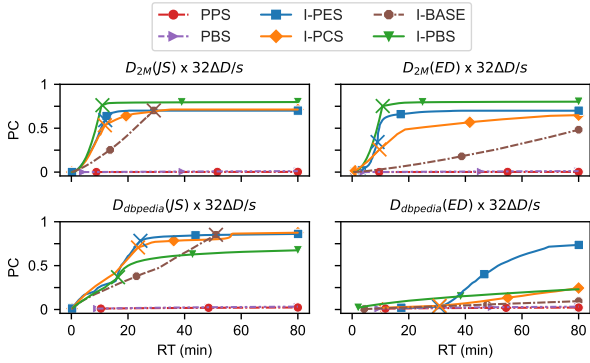 PPS I-PES I-BASE
PBS I-PCS I-PBS
D2M(JS) x 32ΔD/s D2M(ED) x 32ΔD/s
PC 1 0.5 0
Ddbpedia(JS) x 32ΔD/s Ddbpedia(ED) x 32ΔD/s
PC 1 0.5 0
0 20 40 60 80 0 20 40 60 80
RT (min) RT (min)